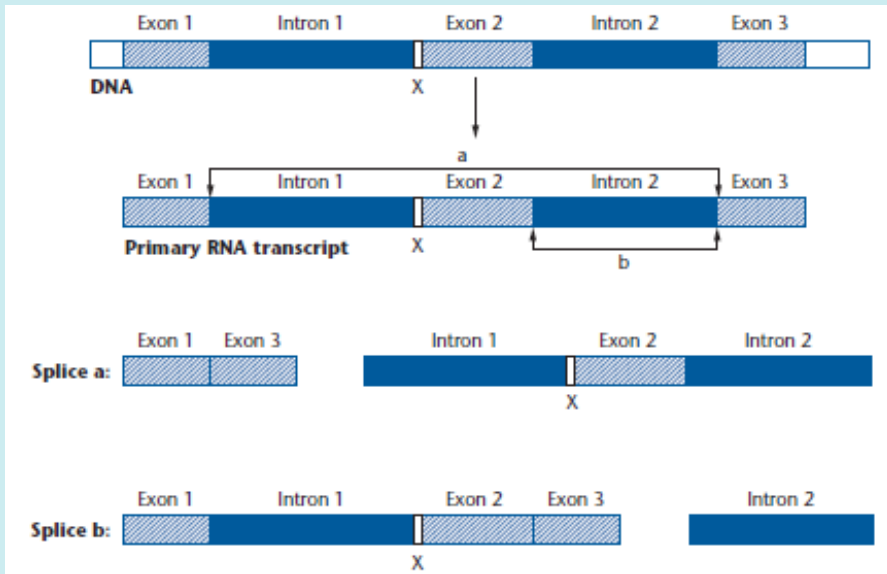 Exon 1 Intron 1 Exon 2 Intron 2 Exon 3
DNA X
a
Exon 1 Intron 1 Exon 2 Intron 2 Exon 3
Primary RNA transcript X
b
Exon 1 Exon 3 Intron 1 Exon 2 Intron 2
Splice a:
X
Exon 1 Intron 1 Exon 2 Exon 3 Intron 2
Splice b:
X